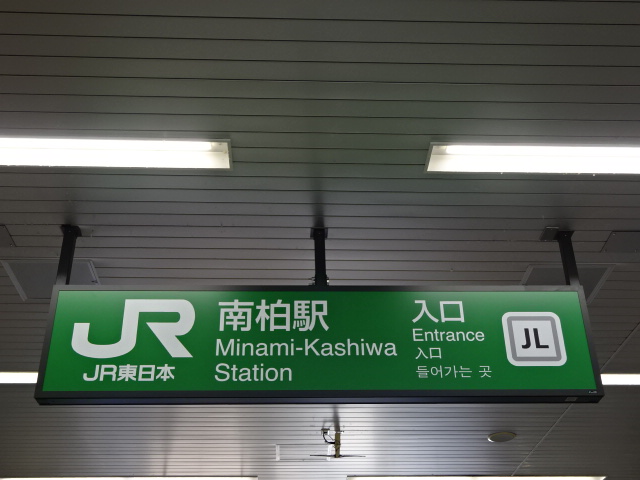 JR
JR東日本
南柏駅
Minami-Kashiwa
Station
入口
Entrance
入口
들어가는 곳
JL